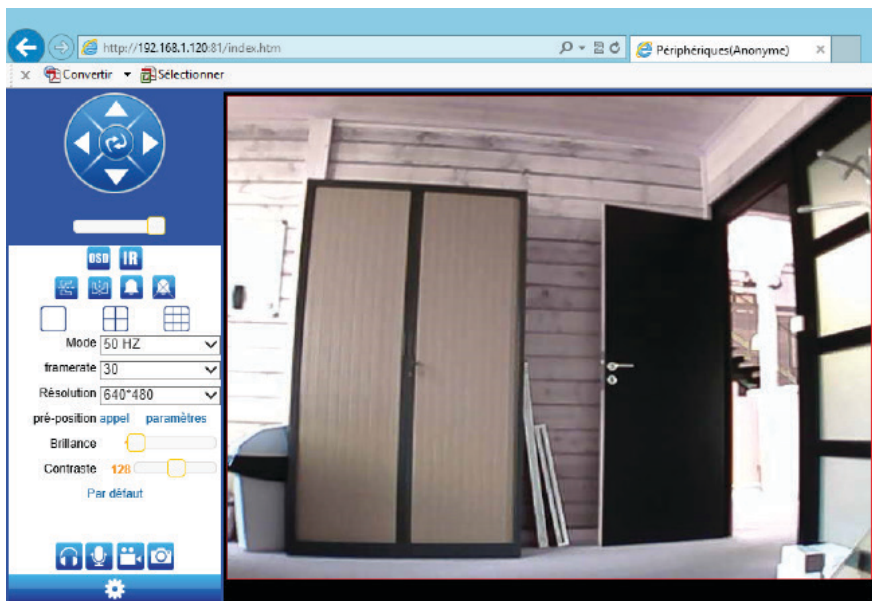 http://192.168.1.120:81/index.htm
Périphériques(Anonyme)
Convertir
Sélectionner
OSD IR
Mode 50 HZ
framerate 30
Résolution 640*480
pré-position appel paramètres
Brillance
Contraste 128
Par défaut